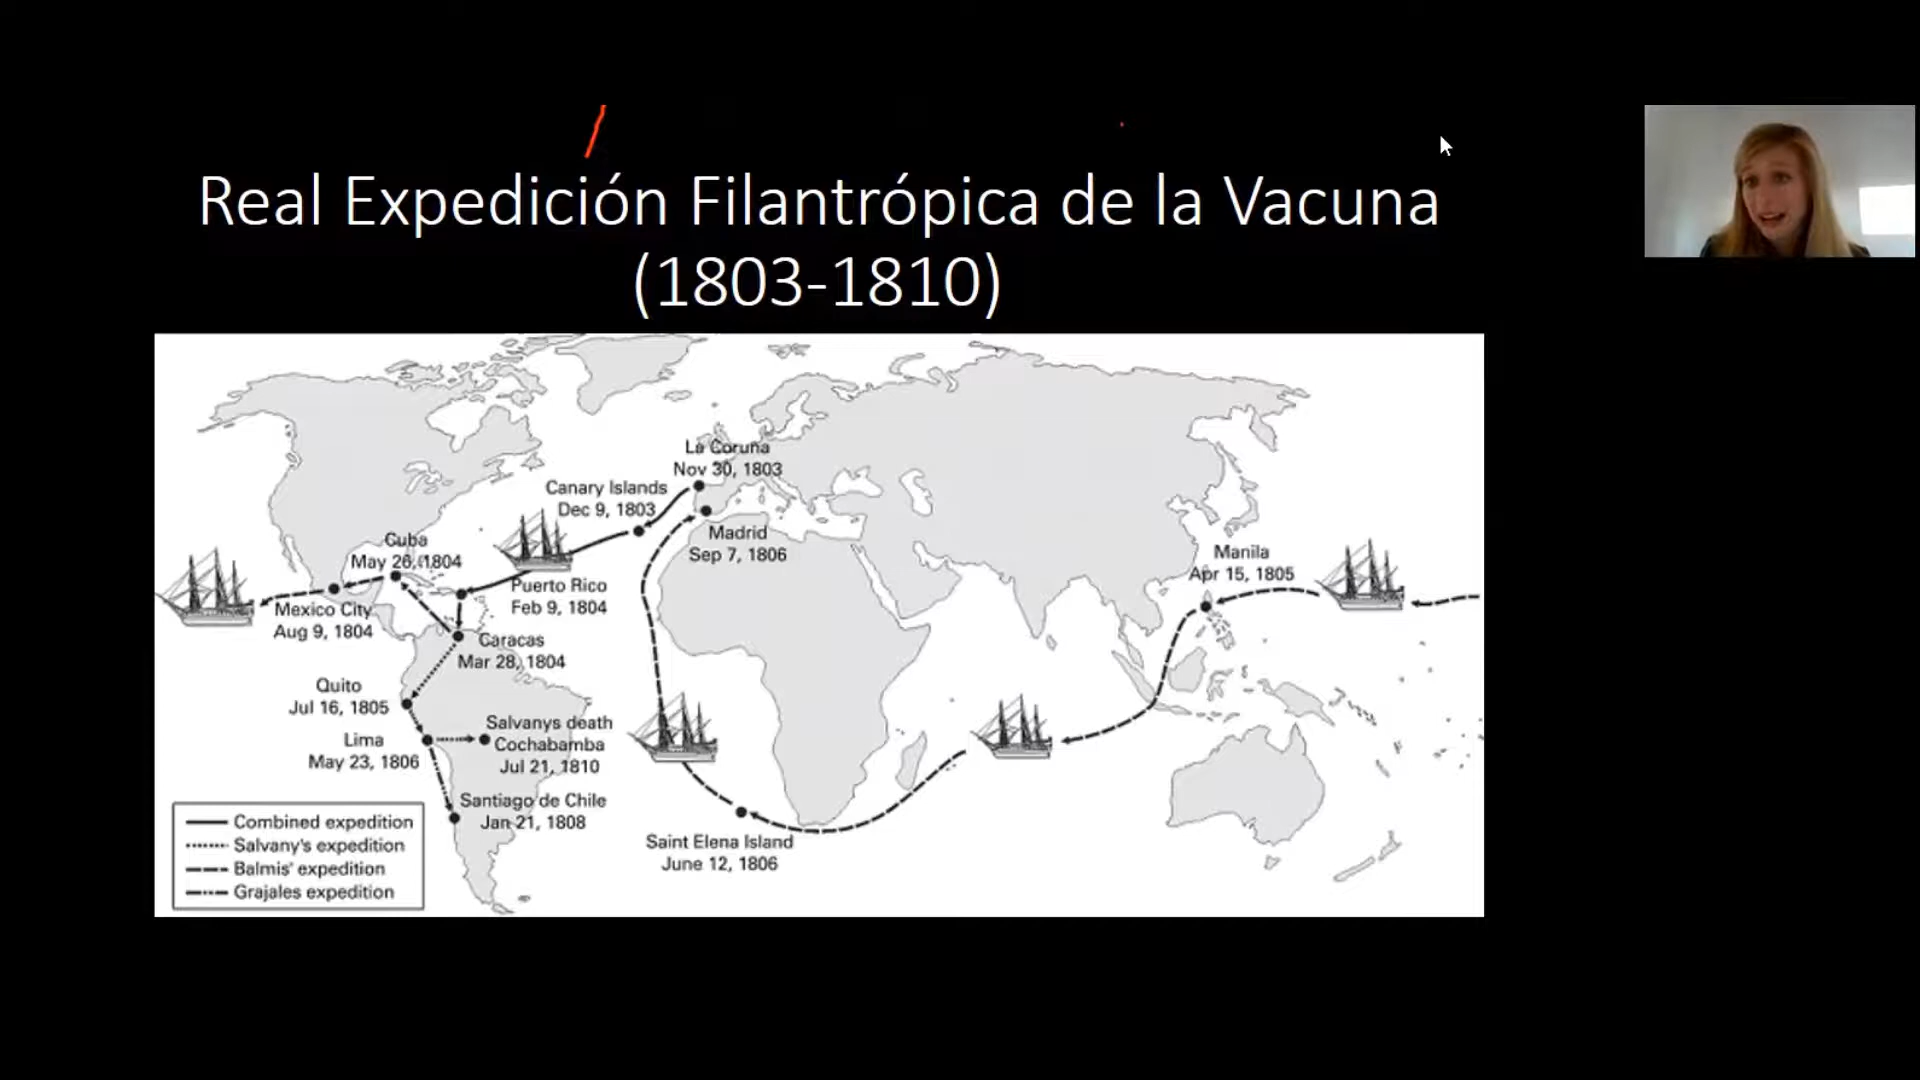 Real Expedición Filantrópica de la Vacuna
(1803-1810)
La Coruna
Nov 30, 1803
Canary Islands
Dec 9, 1803
Madrid
Sep 7, 1806
Cuba
May 26, 1804
Puerto Rico
Feb 9, 1804
Manila
Apr 15, 1805
Mexico City
Aug 9, 1804
Caracas
Mar 28, 1804
Quito
Jul 16, 1805
Lima
May 23, 1806
Salvanys death
Cochabamba
Jul 21, 1810
Santiago de Chile
Jan 21, 1808
Saint Elena Island
June 12, 1806
Combined expedition
Salvany's expedition
Balmis' expedition
Grajales expedition